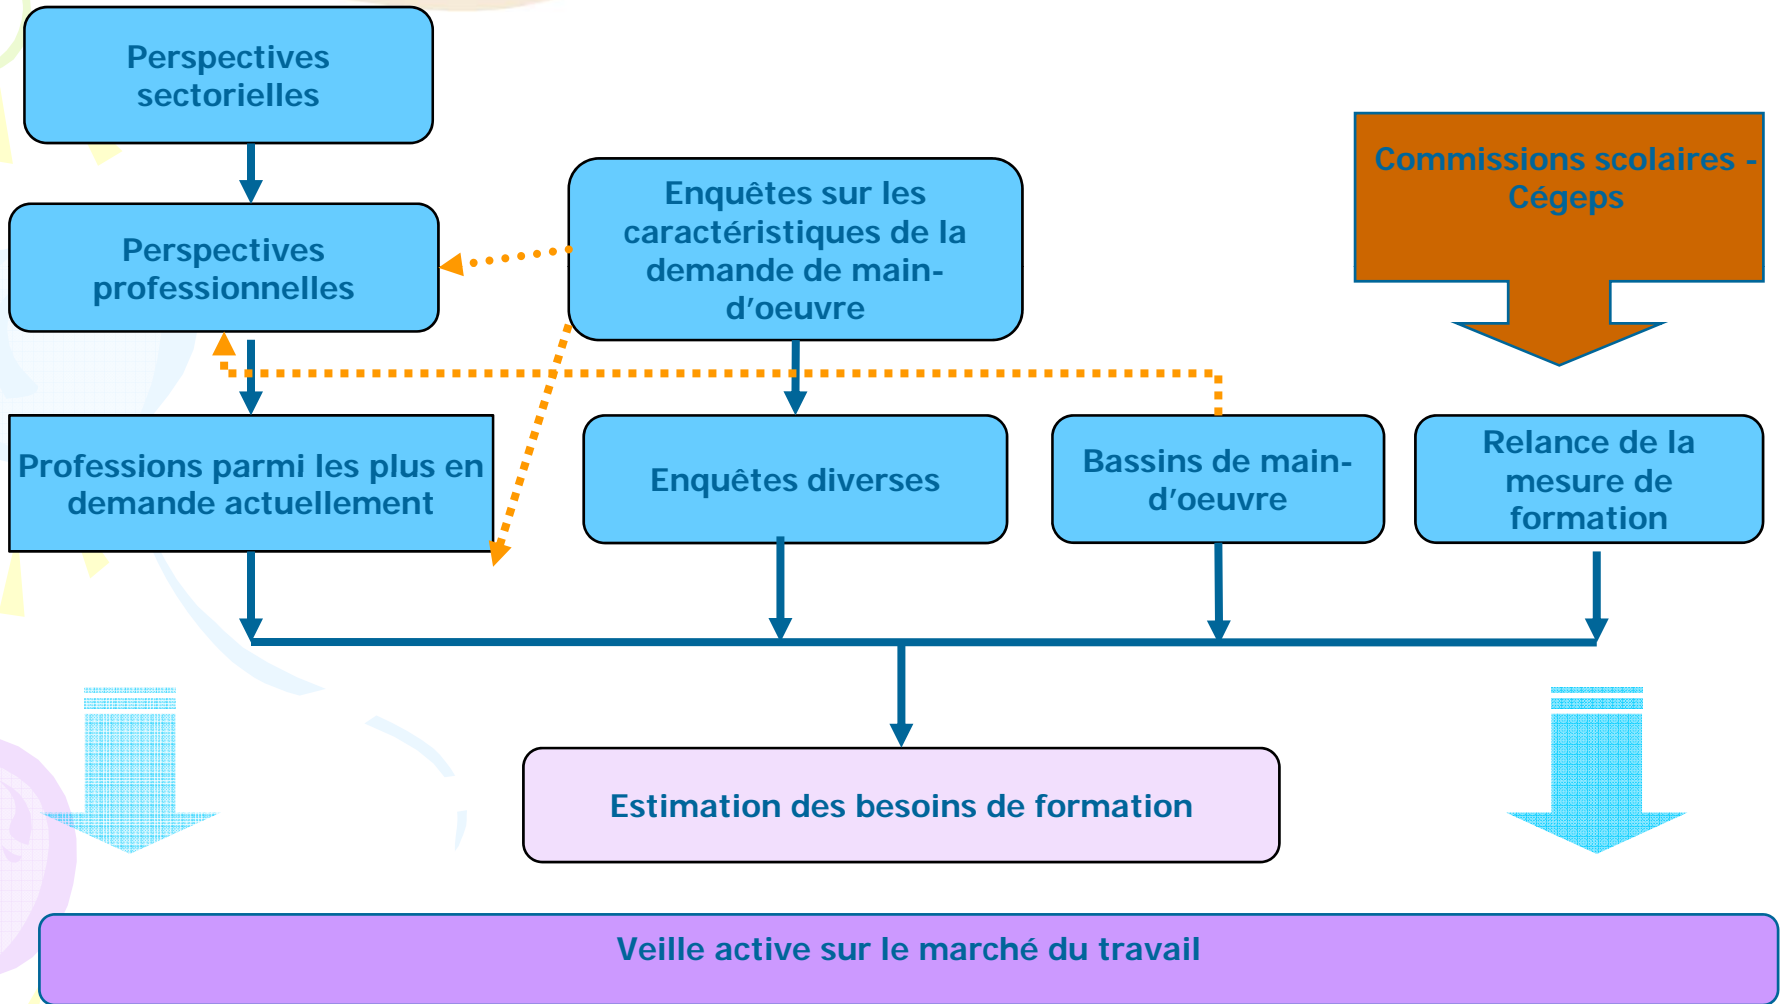 Perspectives
sectorielles
Perspectives
professionnelles
Enquêtes sur les
caractéristiques de la
demande de main-
d’oeuvre
Commissions scolaires -
Cégeps
Professions parmi les plus en
demande actuellement
Enquêtes diverses
Bassins de main-
d’oeuvre
Relance de la
mesure de
formation
Estimation des besoins de formation
Veille active sur le marché du travail